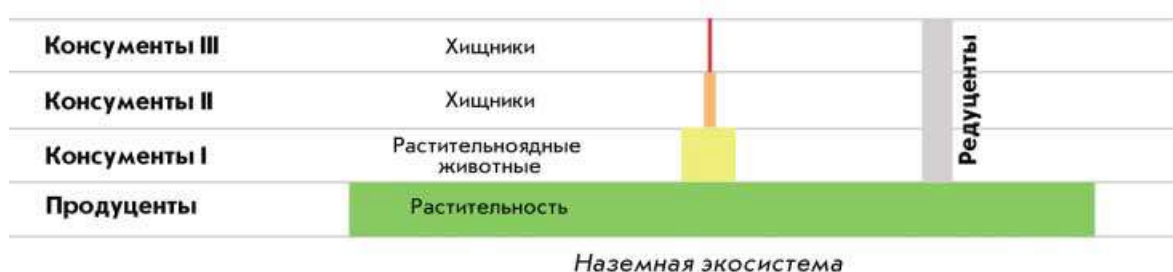 Консументы III
Хищники
Консументы II
Хищники
Консументы I
Растительноядные
животные
Продуценты
Растительность
Редуценты
Наземная экосистема